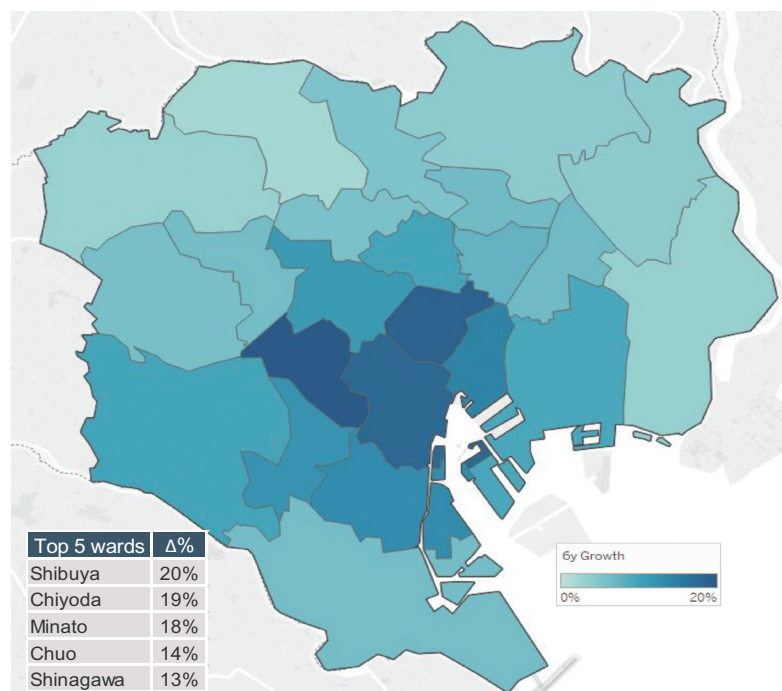 Top 5 wards Δ%
Shibuya 20%
Chiyoda 19%
Minato 18%
Chuo 14%
Shinagawa 13%
6y Growth
0% 20%